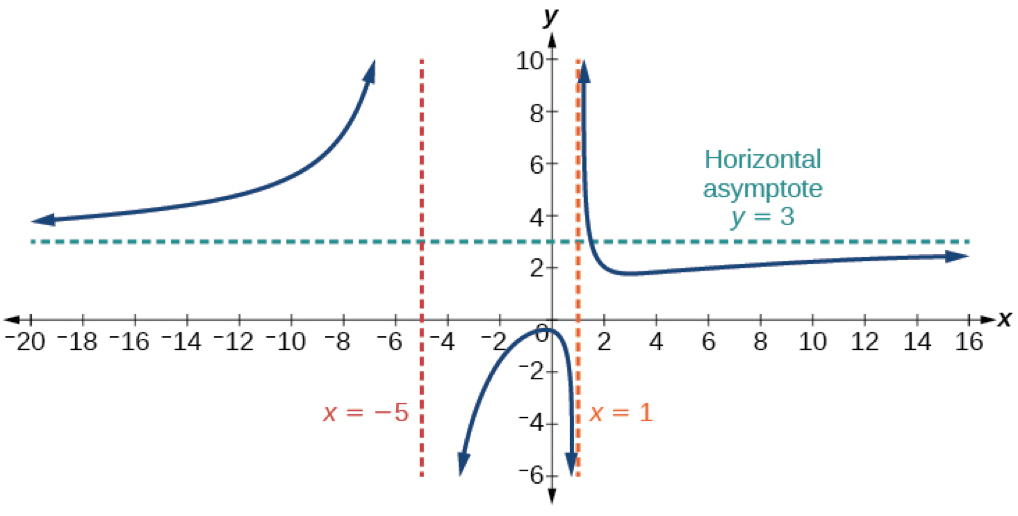 y
10
8
6
4
2
Horizontal
asymptote
y = 3
x
−20 −18 −16 −14 −12 −10 −8 −6 −4 −2 0 2 4 6 8 10 12 14 16
−2
−4
−6
x = −5
x = 1